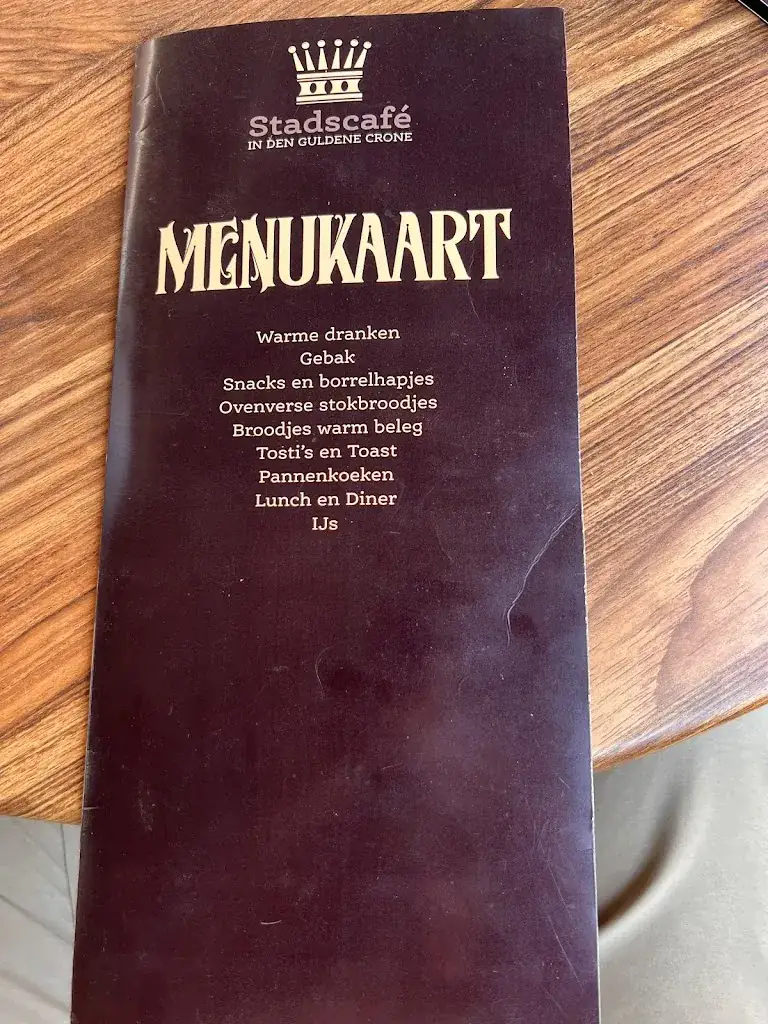 Stadscafé
IN DEN GULDENE CRONE
MENUKAART
Warme dranken
Gebak
Snacks en borrelhapjes
Ovenverse stokbroodjes
Broodjes warm beleg
Tosti's en Toast
Pannenkoeken
Lunch en Diner
IJs